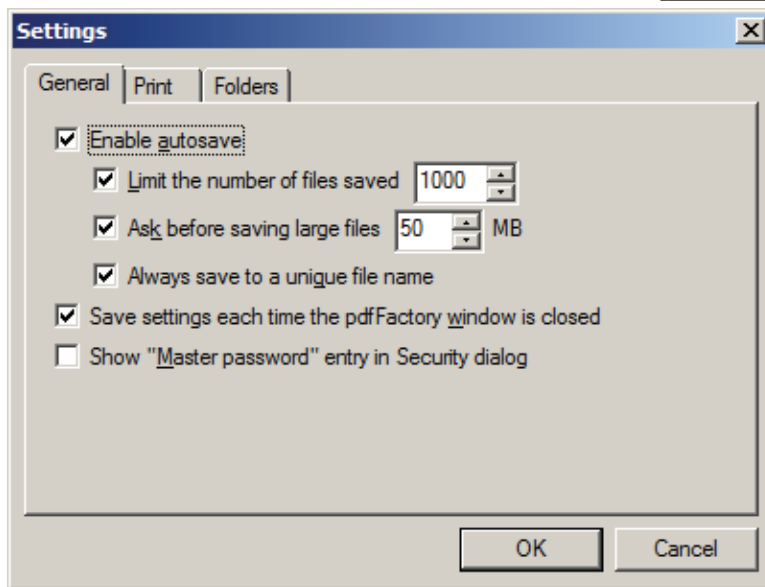 Settings
General Print Folders
Enable autosave
Limit the number of files saved 1000
Ask before saving large files 50 MB
Always save to a unique file name
Save settings each time the pdfFactory window is closed
Show "Master password" entry in Security dialog
OK Cancel